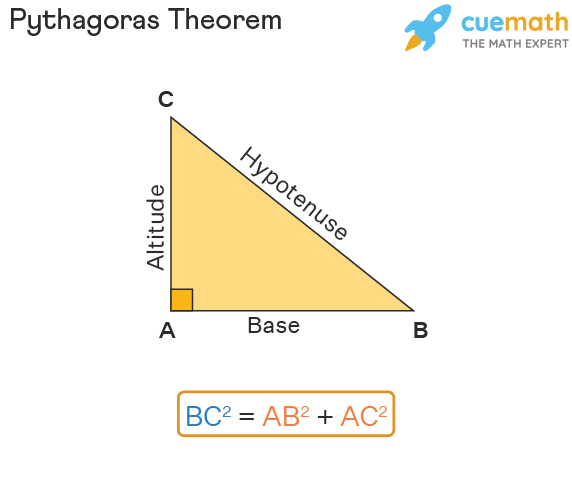 Pythagoras Theorem
cuemath
THE MATH EXPERT
C
Hypotenuse
Altitude
A
Base
B
BC² = AB² + AC²